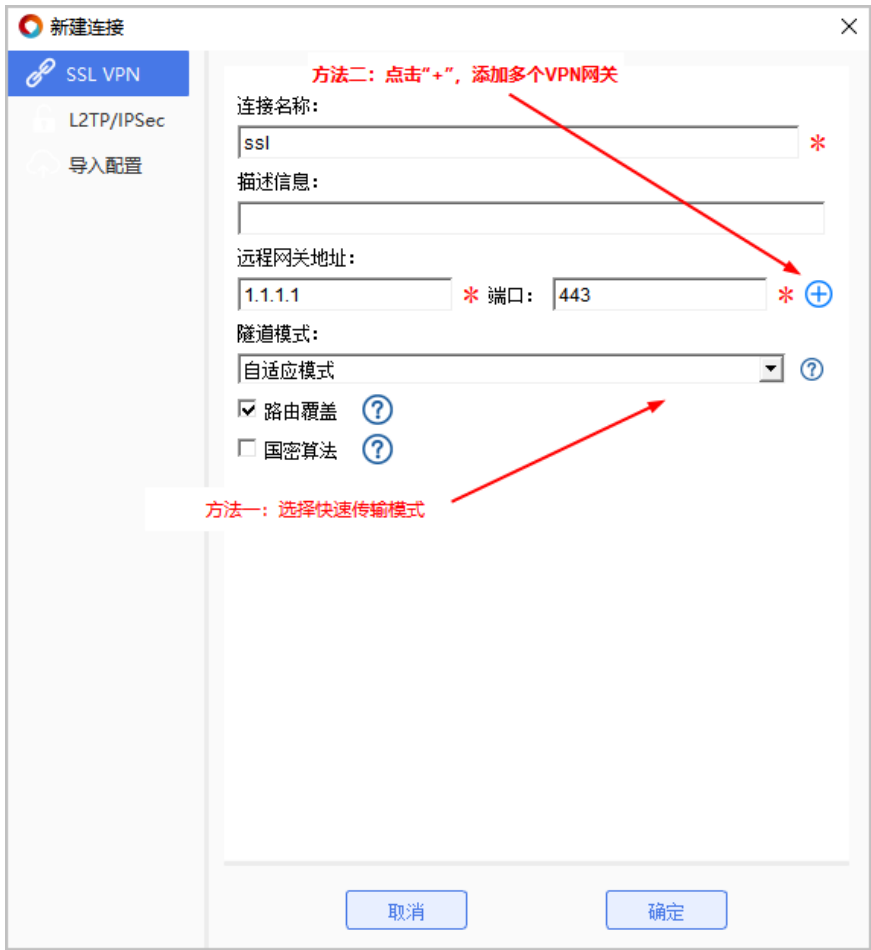 新建连接
SSL VPN
L2TP/IPSec
导入配置
方法二：点击“+”，添加多个VPN网关
连接名称：
ssl *
描述信息：
远程网关地址：
1.1.1.1 * 端口： 443 *
隧道模式：
自适应模式
路由覆盖
国密算法
方法一：选择快速传输模式
取消 确定